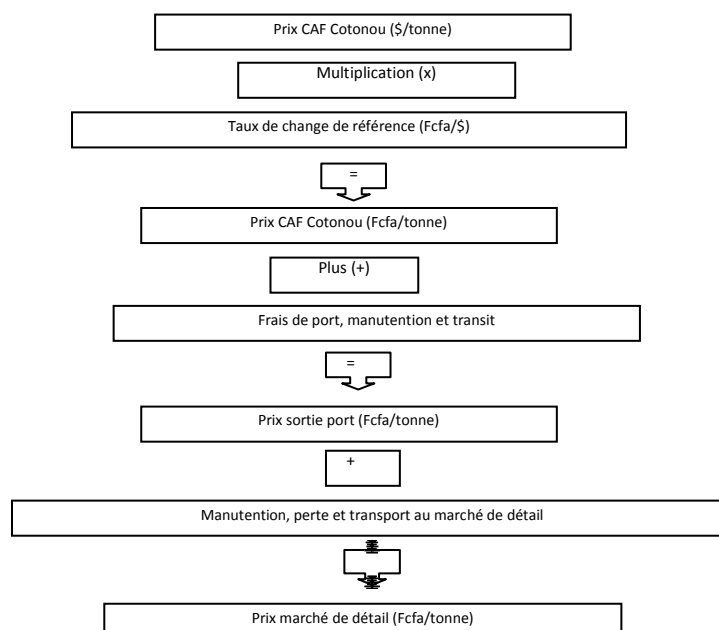 Prix CAF Cotonou ($/tonne)
Multiplication (x)
Taux de change de référence (Fcfa/$)
=
Prix CAF Cotonou (Fcfa/tonne)
Plus (+)
Frais de port, manutention et transit
=
Prix sortie port (Fcfa/tonne)
+
Manutention, perte et transport au marché de détail
Prix marché de détail (Fcfa/tonne)